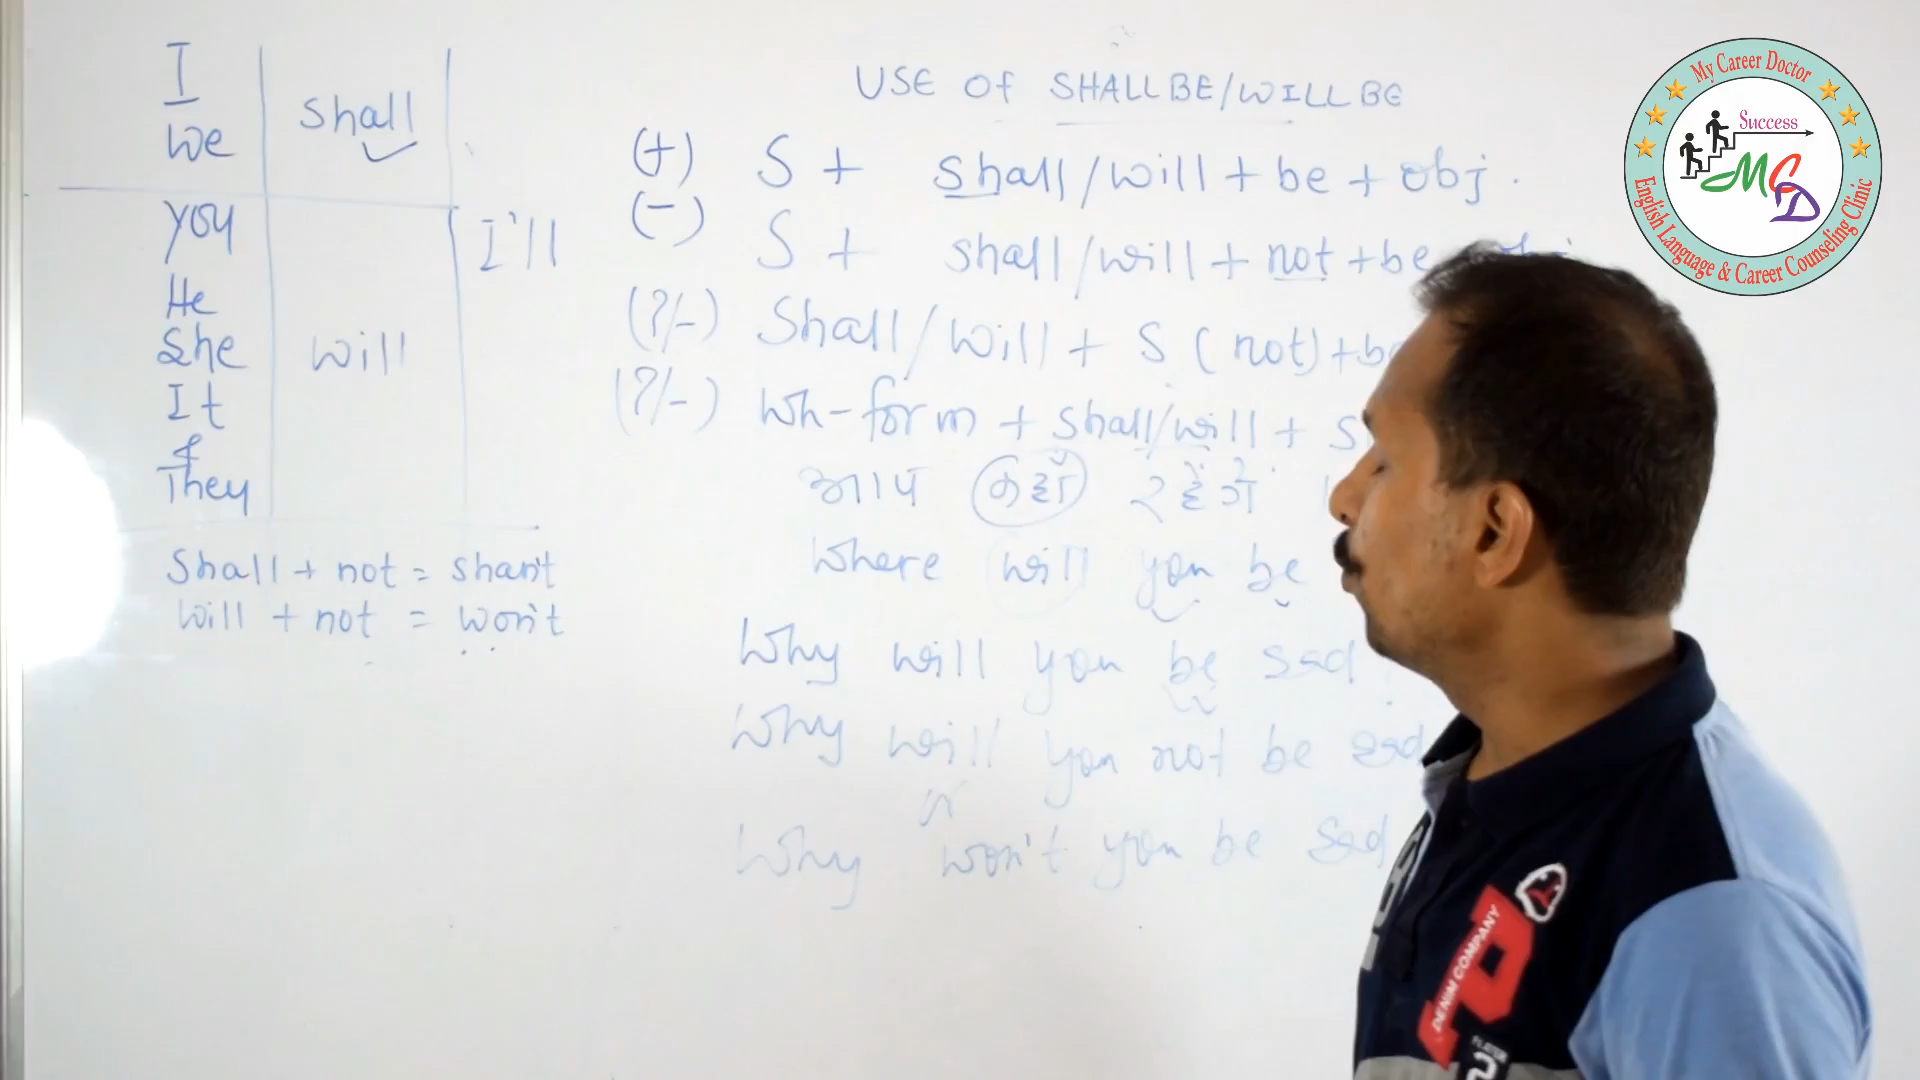 I
We
shall
you
He
She
It
&
They
will
I'll
Shall + not = shan't
Will + not = won't
USE Of SHALL BE/WILL BE
(+) S + shall/will + be + obj.
(-) S + shall/will + not + be
(?/-) Shall/Will + S (not) + be
(?/-) Wh-form + shall/will + S
आप कहाँ रहेंगे
Where will you be
Why will you be sad
Why will you not be sad
Why won't you be sad
My Career Doctor
Success
MCD
English Language & Career Counseling Clinic
DENIM COMPANY